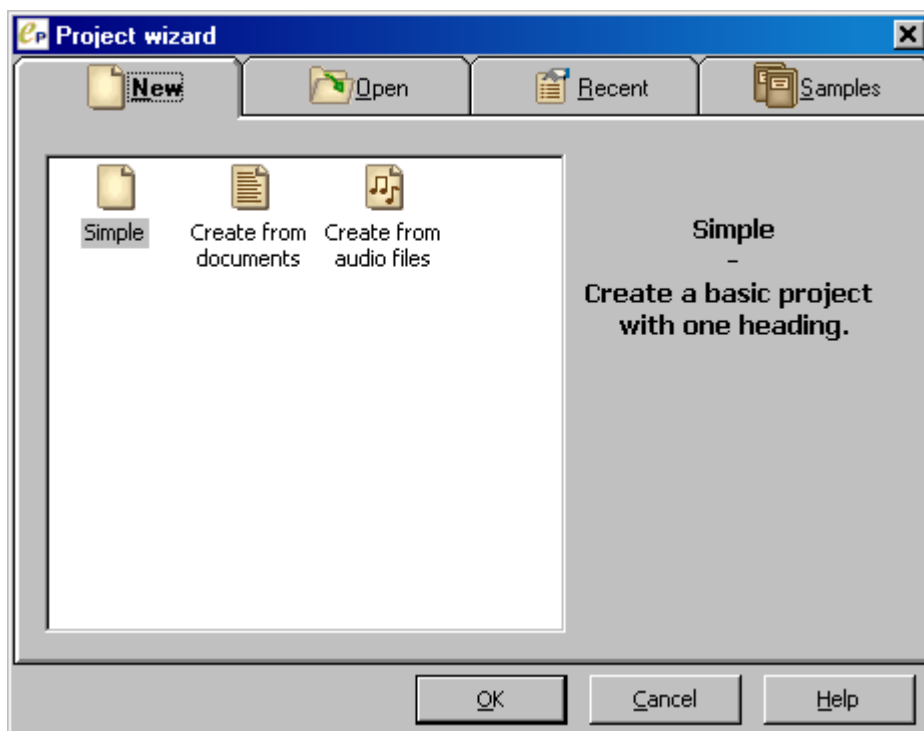 eP Project wizard
New Open Recent Samples
Simple
Create from
documents
Create from
audio files
Simple
-
Create a basic project
with one heading.
OK Cancel Help